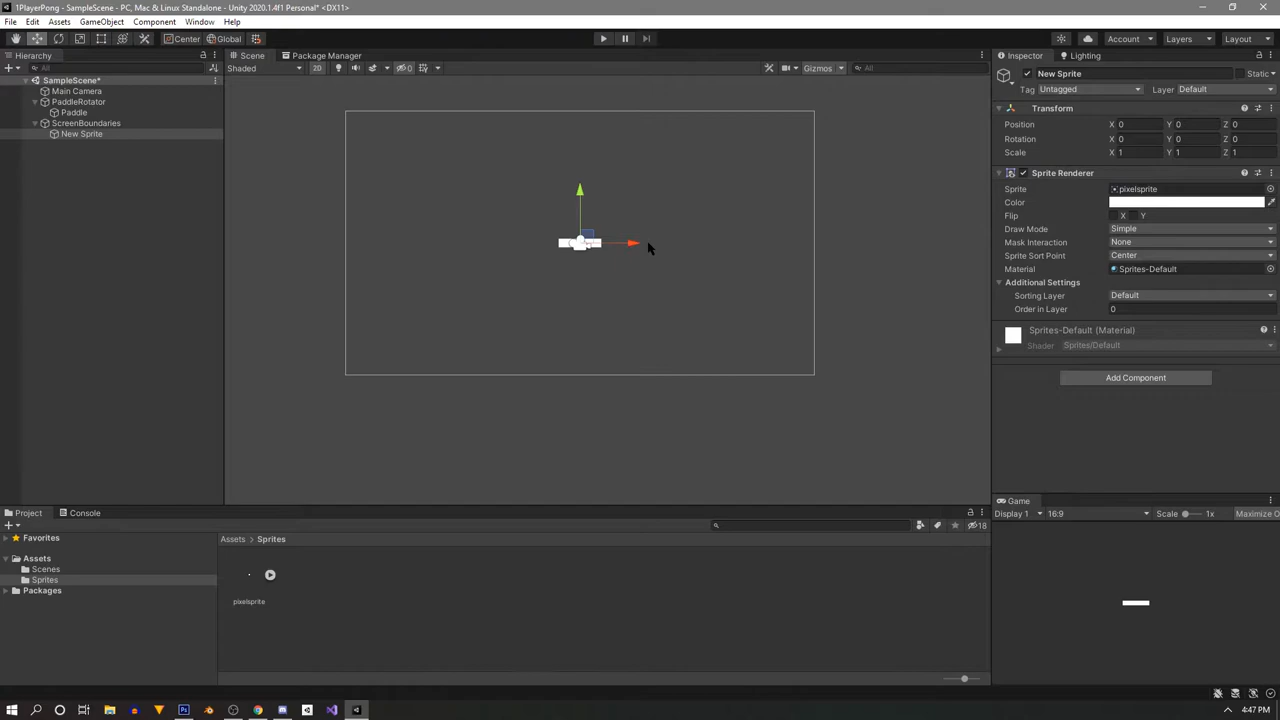 1PlayerPong - SampleScene - PC, Mac & Linux Standalone - Unity 2020.1.4f1 Personal* <DX11>
File Edit Assets GameObject Component Window Help
Center Global Account Layers Layout
Hierarchy Scene Package Manager Inspector Lighting
All Shaded 2D 0 Gizmos All
New Sprite Static
Tag Untagged Layer Default
SampleScene*
Main Camera
PaddleRotator
Paddle
ScreenBoundaries
New Sprite
Transform
Position X 0 Y 0 Z 0
Rotation X 0 Y 0 Z 0
Scale X 1 Y 1 Z 1
Sprite Renderer
Sprite pixelsprite
Color
Flip X Y
Draw Mode Simple
Mask Interaction None
Sprite Sort Point Center
Material Sprites-Default
Additional Settings
Sorting Layer Default
Order in Layer 0
Sprites-Default (Material)
Shader Sprites/Default
Add Component
Game
Display 1 16:9 Scale 1x Maximize O
Project Console
18
Favorites
Assets
Scenes
Sprites
Packages
Assets > Sprites
pixelsprite
4:47 PM